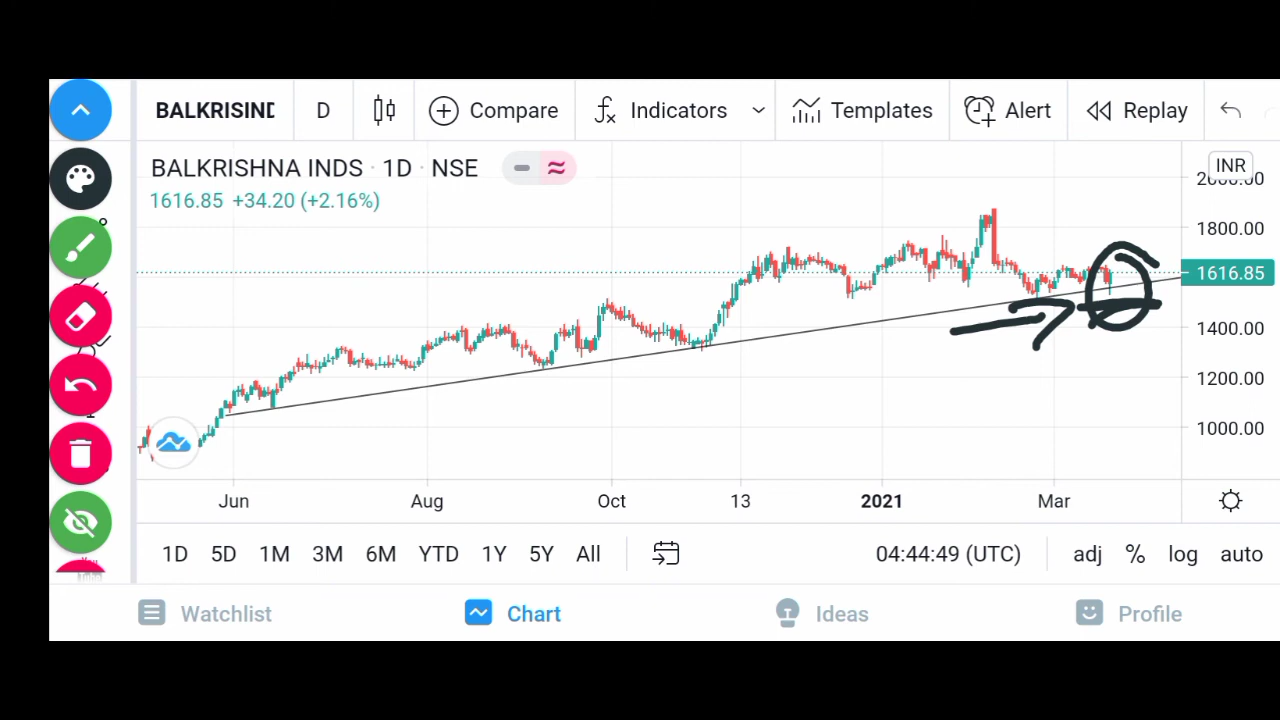 BALKRISIND D Compare Indicators Templates Alert Replay
BALKRISHNA INDS · 1D · NSE
INR
1616.85 +34.20 (+2.16%)
1800.00
1616.85
1400.00
1200.00
1000.00
Jun Aug Oct 13 2021 Mar
1D 5D 1M 3M 6M YTD 1Y 5Y All 04:44:49 (UTC) adj % log auto
Watchlist Chart Ideas Profile